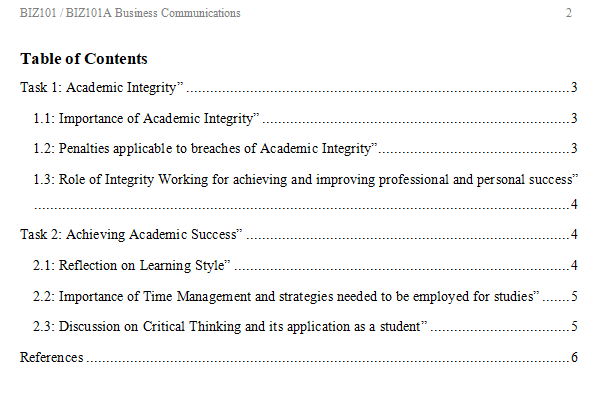 BIZ101 / BIZ101A Business Communications 2
Table of Contents
Task 1: Academic Integrity” ........................................................................................................3
1.1: Importance of Academic Integrity” ...................................................................................3
1.2: Penalties applicable to breaches of Academic Integrity”....................................................3
1.3: Role of Integrity Working for achieving and improving professional and personal success”
.................................................................................................................................................4
Task 2: Achieving Academic Success” ........................................................................................4
2.1: Reflection on Learning Style” ...........................................................................................4
2.2: Importance of Time Management and strategies needed to be employed for studies” .......5
2.3: Discussion on Critical Thinking and its application as a student” ......................................5
References ...................................................................................................................................6